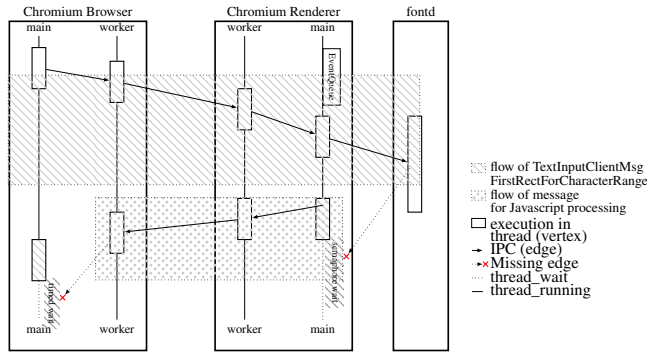 Chromium Browser
Chromium Renderer
fontd
main
worker
worker
main
EventQueue
flow of TextInputClientMsg
FirstRectForCharacterRange
flow of message
for Javascript processing
execution in
thread (vertex)
IPC (edge)
Missing edge
thread_wait
thread_running
timed wait
semaphore wait
main
worker
worker
main